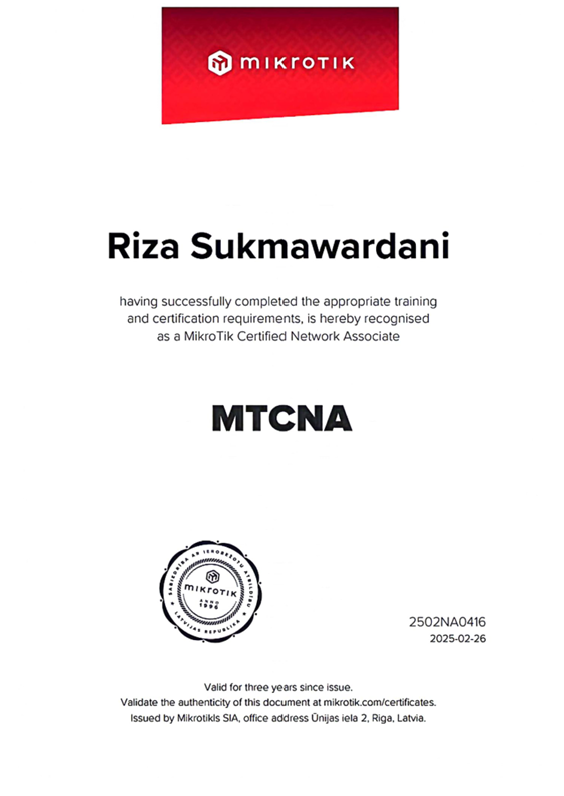 mikrotik
Riza Sukmawardani
having successfully completed the appropriate training
and certification requirements, is hereby recognised
as a MikroTik Certified Network Associate
MTCNA
SABIEDRĪBA AR IEROBEŽOTU ATBILDĪBU
mikrotik
ANNO
1996
LATVIJAS REPUBLIKA
2502NA0416
2025-02-26
Valid for three years since issue.
Validate the authenticity of this document at mikrotik.com/certificates.
Issued by Mikrotikls SIA, office address Ūnijas iela 2, Riga, Latvia.